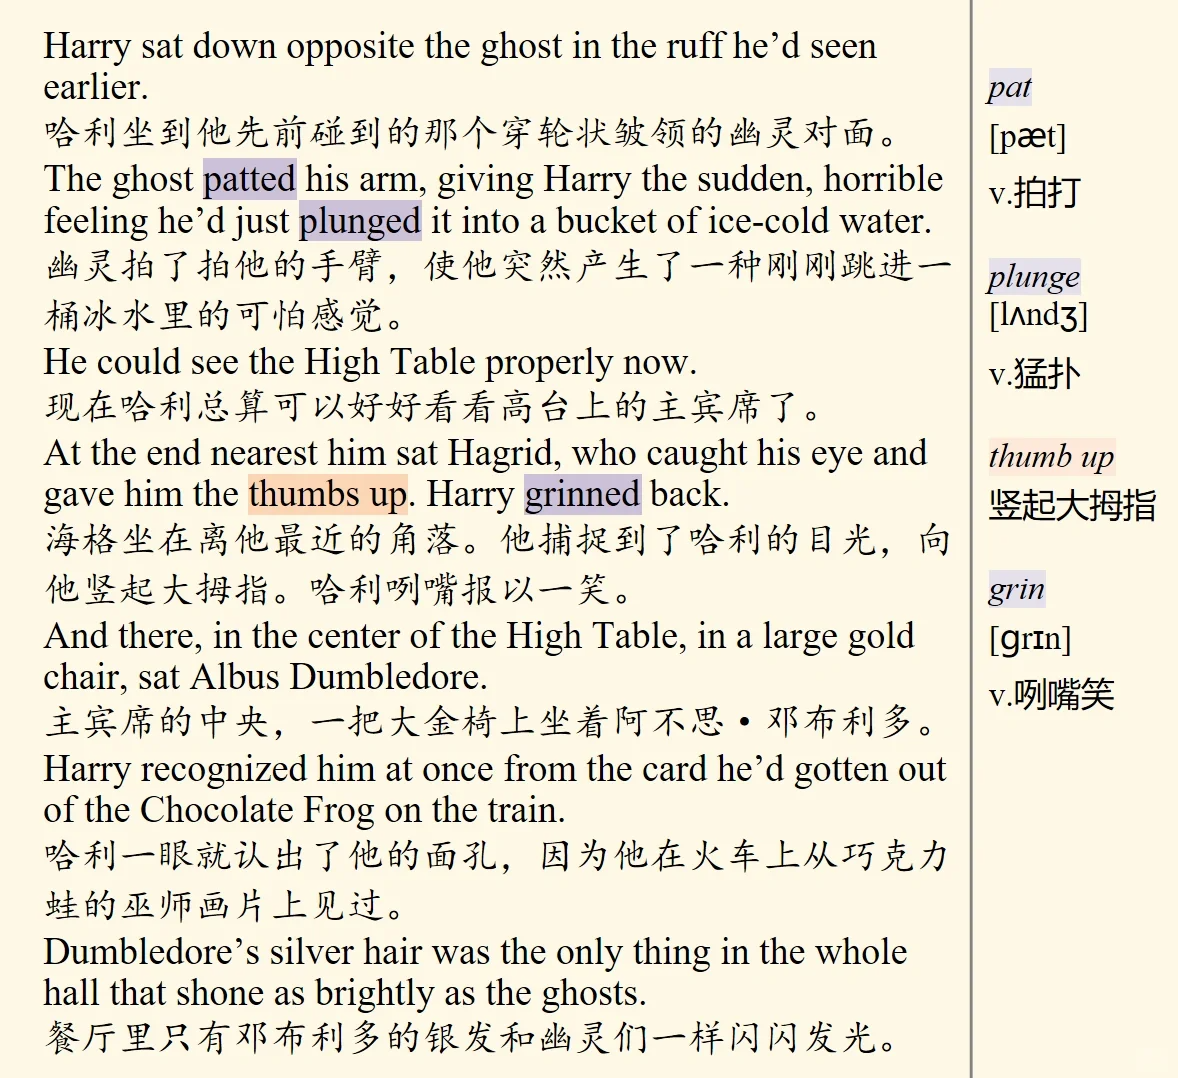 Harry sat down opposite the ghost in the ruff he’d seen
earlier.
哈利坐到他先前碰到的那个穿轮状皱领的幽灵对面。
The ghost patted his arm, giving Harry the sudden, horrible
feeling he’d just plunged it into a bucket of ice-cold water.
幽灵拍了拍他的手臂，使他突然产生了一种刚刚跳进一
桶冰水里的可怕感觉。
He could see the High Table properly now.
现在哈利总算可以好好看看高台上的主宾席了。
At the end nearest him sat Hagrid, who caught his eye and
gave him the thumbs up. Harry grinned back.
海格坐在离他最近的角落。他捕捉到了哈利的目光，向
他竖起大拇指。哈利咧嘴报以一笑。
And there, in the center of the High Table, in a large gold
chair, sat Albus Dumbledore.
主宾席的中央，一把大金椅上坐着阿不思·邓布利多。
Harry recognized him at once from the card he’d gotten out
of the Chocolate Frog on the train.
哈利一眼就认出了他的面孔，因为他在火车上从巧克力
蛙的巫师画片上见过。
Dumbledore’s silver hair was the only thing in the whole
hall that shone as brightly as the ghosts.
餐厅里只有邓布利多的银发和幽灵们一样闪闪发光。
pat
[pæt]
v.拍打
plunge
[lʌndʒ]
v.猛扑
thumb up
竖起大拇指
grin
[ɡrɪn]
v.咧嘴笑